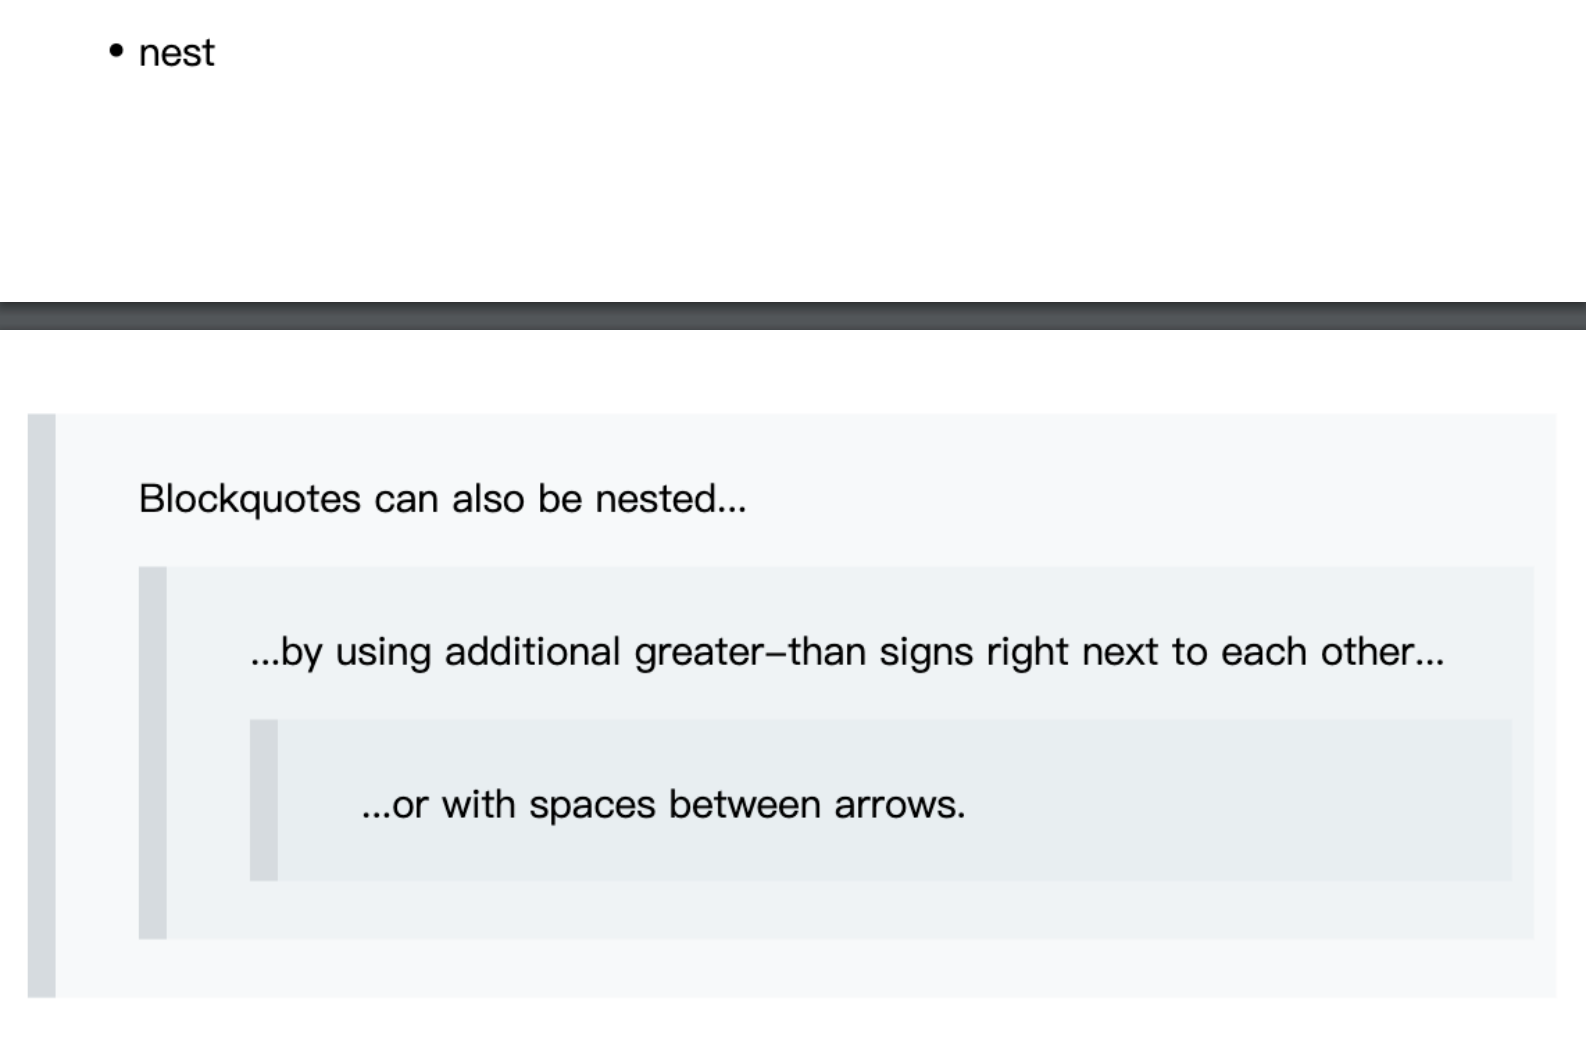 • nest
Blockquotes can also be nested...
...by using additional greater–than signs right next to each other...
...or with spaces between arrows.